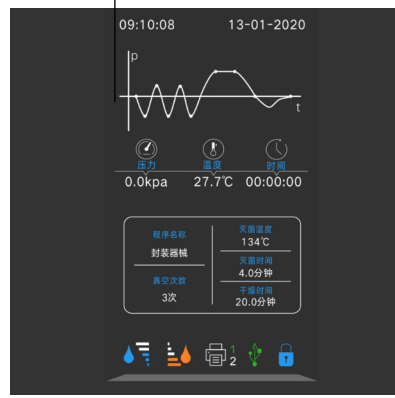 09:10:08 13-01-2020
p
t
压力 温度 时间
0.0kpa 27.7℃ 00:00:00
程序名称
封装器械
真空次数
3次
灭菌温度
134℃
灭菌时间
4.0分钟
干燥时间
20.0分钟
1
2